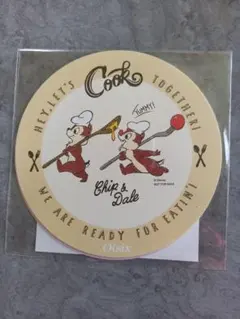 HEY, LET'S Cook TOGETHER!
Yummy!
Chip &
Dale
WE ARE READY FOR EATIN'!